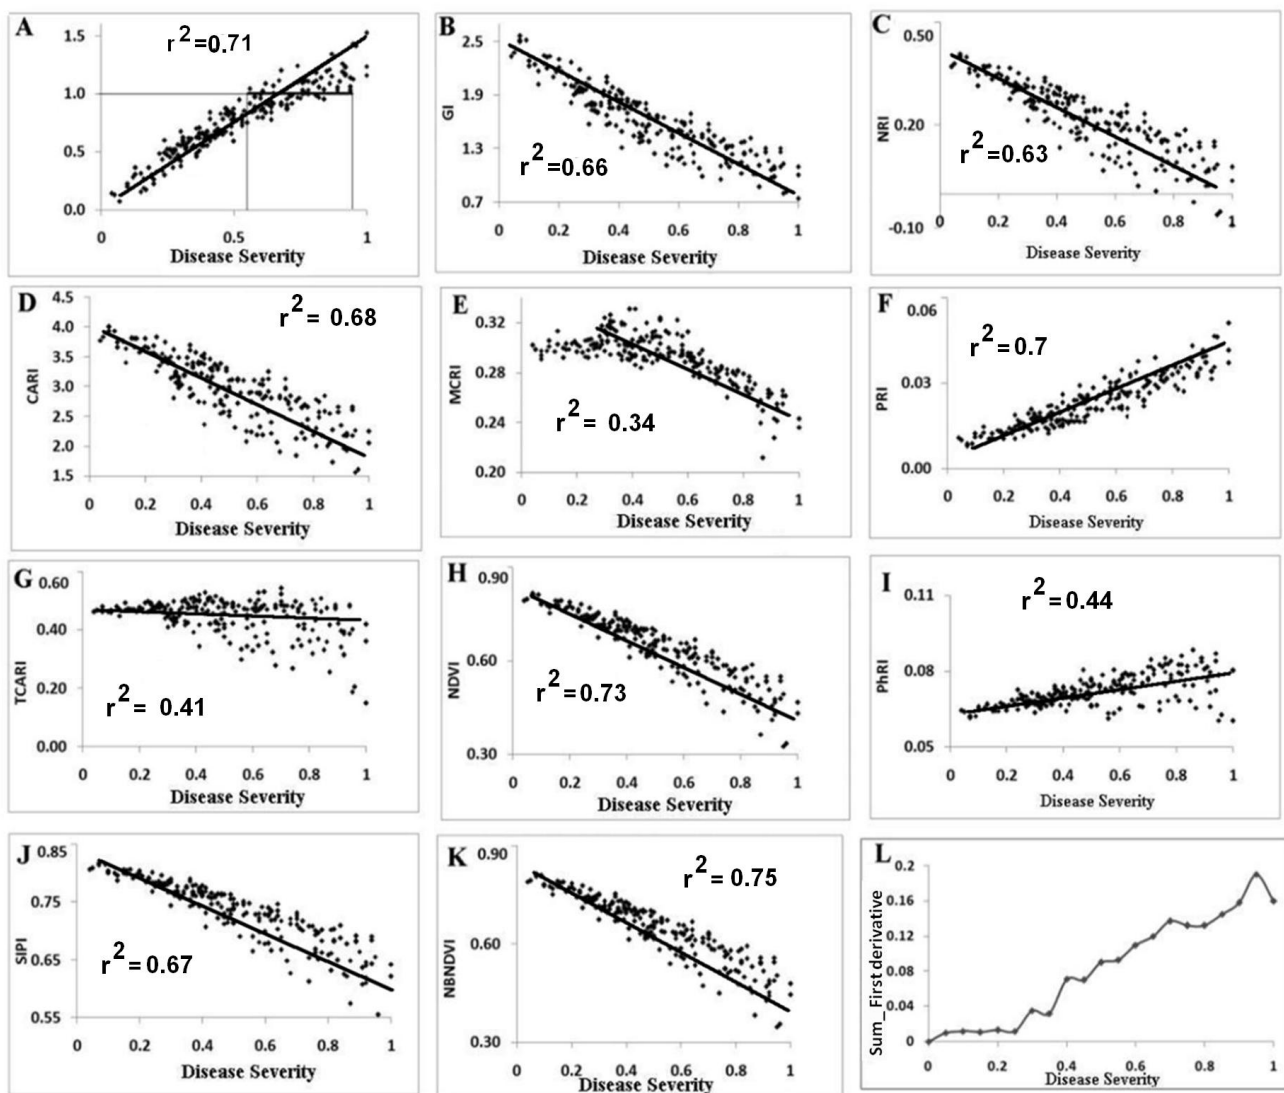 A
r2=0.71
1.5
1.0
0.5
0.0
0 0.5 1
Disease Severity
B
2.5
1.9
1.3
0.7
GI
r2=0.66
0 0.2 0.4 0.6 0.8 1
Disease Severity
C
0.50
0.20
-0.10
NRI
r2=0.63
0 0.2 0.4 0.6 0.8 1
Disease Severity
D
4.5
4.0
3.5
3.0
2.5
2.0
1.5
CARI
r2= 0.68
0 0.2 0.4 0.6 0.8 1
Disease Severity
E
0.32
0.28
0.24
0.20
MCRI
r2= 0.34
0 0.2 0.4 0.6 0.8 1
Disease Severity
F
0.06
0.03
0.00
PRI
r2= 0.7
0 0.2 0.4 0.6 0.8 1
Disease Severity
G
0.60
0.40
0.20
0.00
TCARI
r2= 0.41
0 0.2 0.4 0.6 0.8 1
Disease Severity
H
0.90
0.60
0.30
NDVI
r2=0.73
0 0.2 0.4 0.6 0.8 1
Disease Severity
I
0.11
0.08
0.05
PhRI
r2=0.44
0 0.2 0.4 0.6 0.8 1
Disease Severity
J
0.85
0.75
0.65
0.55
SIPI
r2=0.67
0 0.2 0.4 0.6 0.8 1
Disease Severity
K
0.90
0.60
0.30
NBNDVI
r2=0.75
0 0.2 0.4 0.6 0.8 1
Disease Severity
L
0.2
0.16
0.12
0.08
0.04
0
Sum_First derivative
0 0.2 0.4 0.6 0.8 1
Disease Severity